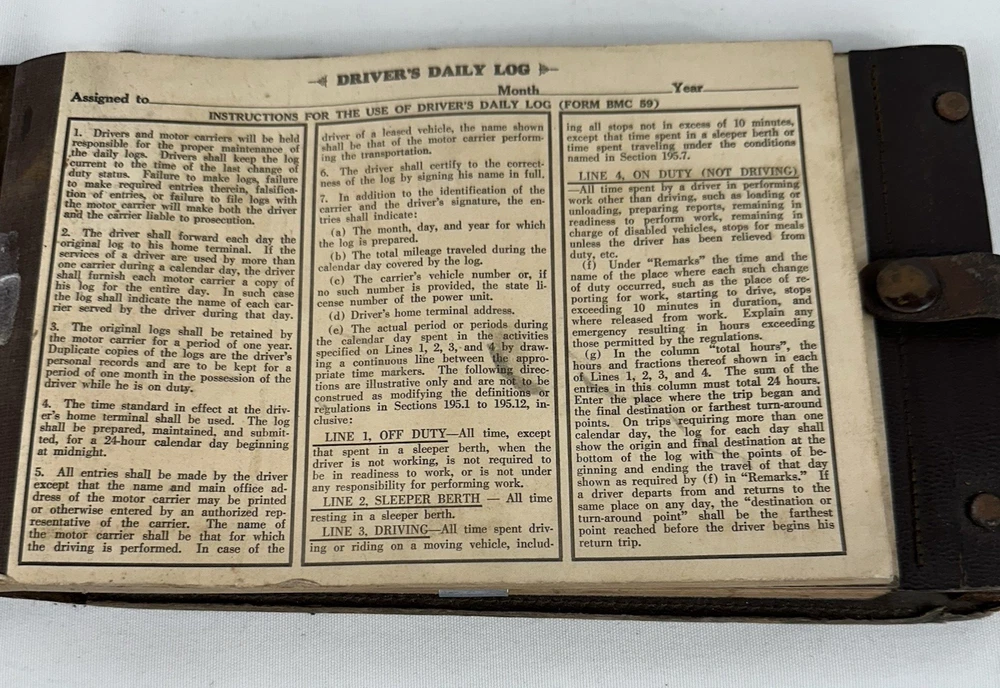 DRIVER'S DAILY LOG
Assigned to Month Year
INSTRUCTIONS FOR THE USE OF DRIVER'S DAILY LOG (FORM BMC 59)
1. Drivers and motor carriers will be held
responsible for the proper maintenance of
the daily logs. Drivers shall keep the log
current to the time of the last change of
duty status. Failure to make logs, failure
to make required entries therein, falsifica-
tion of entries, or failure to file logs with
the motor carrier will make both the driver
and the carrier liable to prosecution.
2. The driver shall forward each day the
original log to his home terminal. If the
services of a driver are used by more than
one carrier during a calendar day, the driver
shall furnish each motor carrier a copy of
his log for the entire day. In such case
the log shall indicate the name of each car-
rier served by the driver during that day.
3. The original logs shall be retained by
the motor carrier for a period of one year.
Duplicate copies of the logs are the driver's
personal records and are to be kept for a
period of one month in the possession of the
driver while he is on duty.
4. The time standard in effect at the driv-
er's home terminal shall be used. The log
shall be prepared, maintained, and submit-
ted, for a 24-hour calendar day beginning
at midnight.
5. All entries shall be made by the driver
except that the name and main office ad-
dress of the motor carrier may be printed
or otherwise entered by an authorized rep-
resentative of the carrier. The name of
the motor carrier shall be that for which
the driving is performed. In case of the
driver of a leased vehicle, the name shown
shall be that of the motor carrier perform-
ing the transportation.
6. The driver shall certify to the correct-
ness of the log by signing his name in full.
7. In addition to the identification of the
carrier and the driver's signature, the en-
tries shall indicate:
(a) The month, day, and year for which
the log is prepared.
(b) The total mileage traveled during the
calendar day covered by the log.
(c) The carrier's vehicle number or, if
no such number is provided, the state li-
cense number of the power unit.
(d) Driver's home terminal address.
(e) The actual period or periods during
the calendar day spent in the activities
specified on Lines 1, 2, 3, and 4 by draw-
ing a continuous line between the appro-
priate time markers. The following direc-
tions are illustrative only and are not to be
construed as modifying the definitions or
regulations in Sections 195.1 to 195.12, in-
clusive:
LINE 1, OFF DUTY—All time, except
that spent in a sleeper berth, when the
driver is not working, is not required to
be in readiness to work, or is not under
any responsibility for performing work.
LINE 2, SLEEPER BERTH — All time
resting in a sleeper berth.
LINE 3, DRIVING—All time spent driv-
ing or riding on a moving vehicle, includ-
ing all stops not in excess of 10 minutes,
except that time spent in a sleeper berth or
time spent traveling under the conditions
named in Section 195.7.
LINE 4, ON DUTY (NOT DRIVING)
—All time spent by a driver in performing
work other than driving, such as loading or
unloading, preparing reports, remaining in
readiness to perform work, remaining in
charge of disabled vehicles, stops for meals
unless the driver has been relieved from
duty, etc.
(f) Under "Remarks" the time and the
name of the place where each such change
of duty occurred, such as the place of re-
porting for work, starting to drive, stops
exceeding 10 minutes in duration, and
where released from work. Explain any
emergency resulting in hours exceeding
those permitted by the regulations.
(g) In the column "total hours", the
hours and fractions thereof shown in each
of Lines 1, 2, 3, and 4. The sum of the
entries in this column must total 24 hours.
Enter the place where the trip began and
the final destination or farthest turn-around
points. On trips requiring more than one
calendar day, the log for each day shall
show the origin and final destination at the
bottom of the log with the points of be-
ginning and ending the travel of that day
shown as required by (f) in "Remarks." If
a driver departs from and returns to the
same place on any day, the "destination or
turn-around point" shall be the farthest
point reached before the driver begins his
return trip.